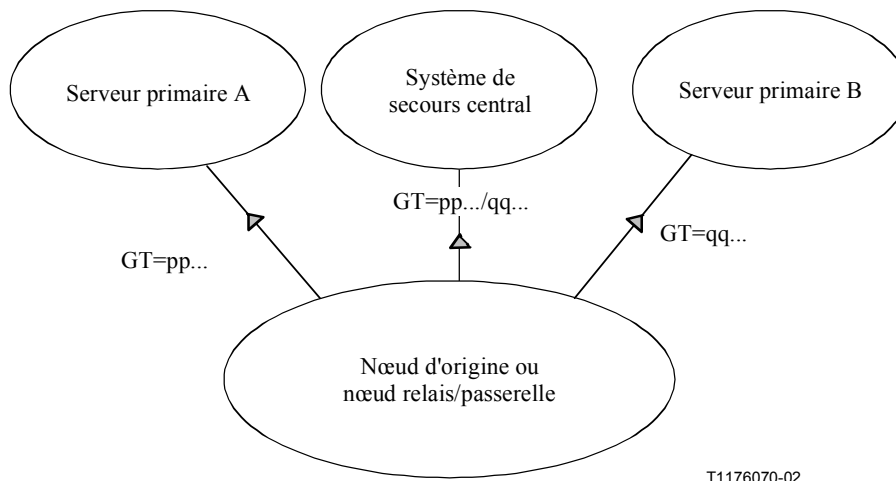 Serveur primaire A
Système de
secours central
Serveur primaire B
GT=pp.../qq...
GT=pp...
GT=qq...
Nœud d'origine ou
nœud relais/passerelle
T1176070-02